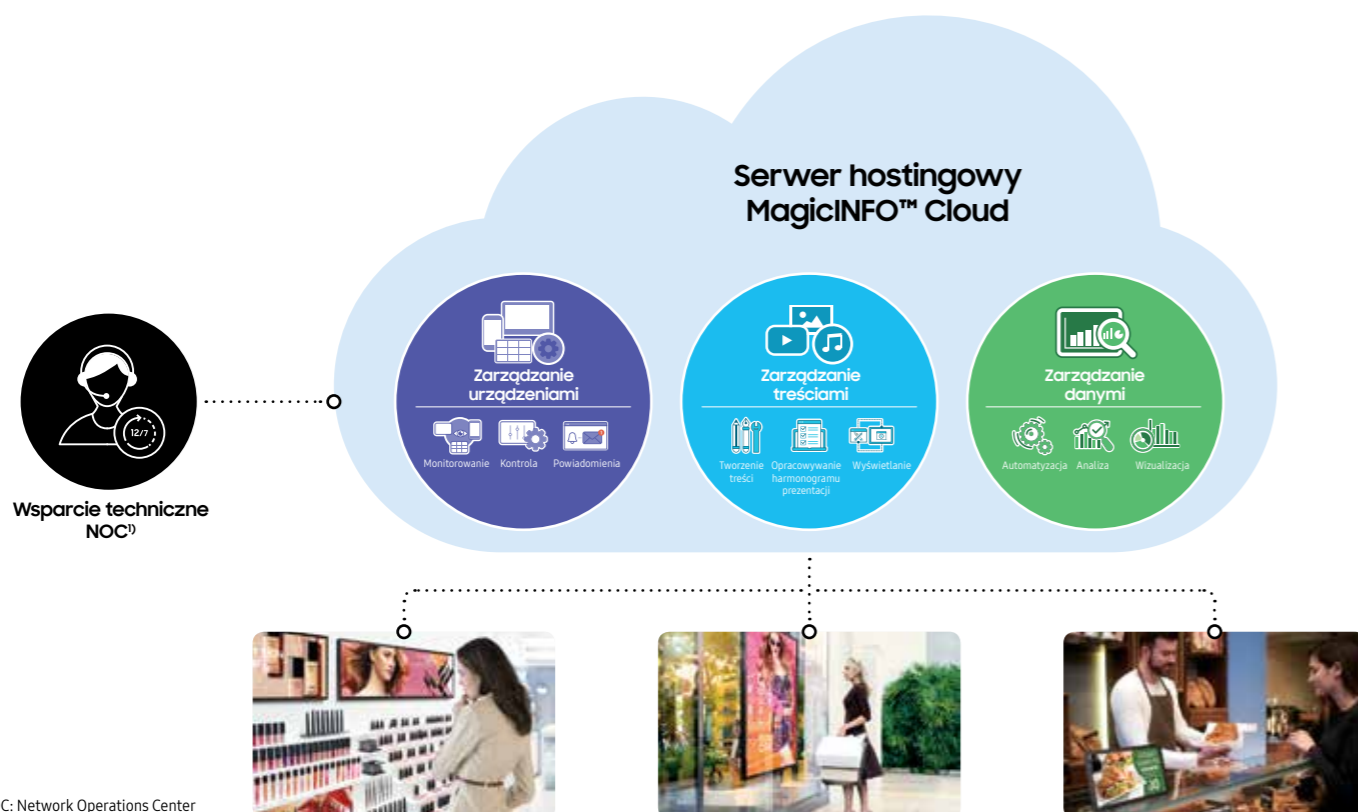 Serwer hostingowy
MagicINFO™ Cloud
Zarządzanie
urządzeniami
Monitorowanie
Kontrola
Powiadomienia
Zarządzanie
treściami
Tworzenie
treści
Opracowywanie
harmonogramu
prezentacji
Wyświetlanie
Zarządzanie
danymi
Automatyzacja
Analiza
Wizualizacja
12/7
Wsparcie techniczne
NOC¹⁾
C: Network Operations Center